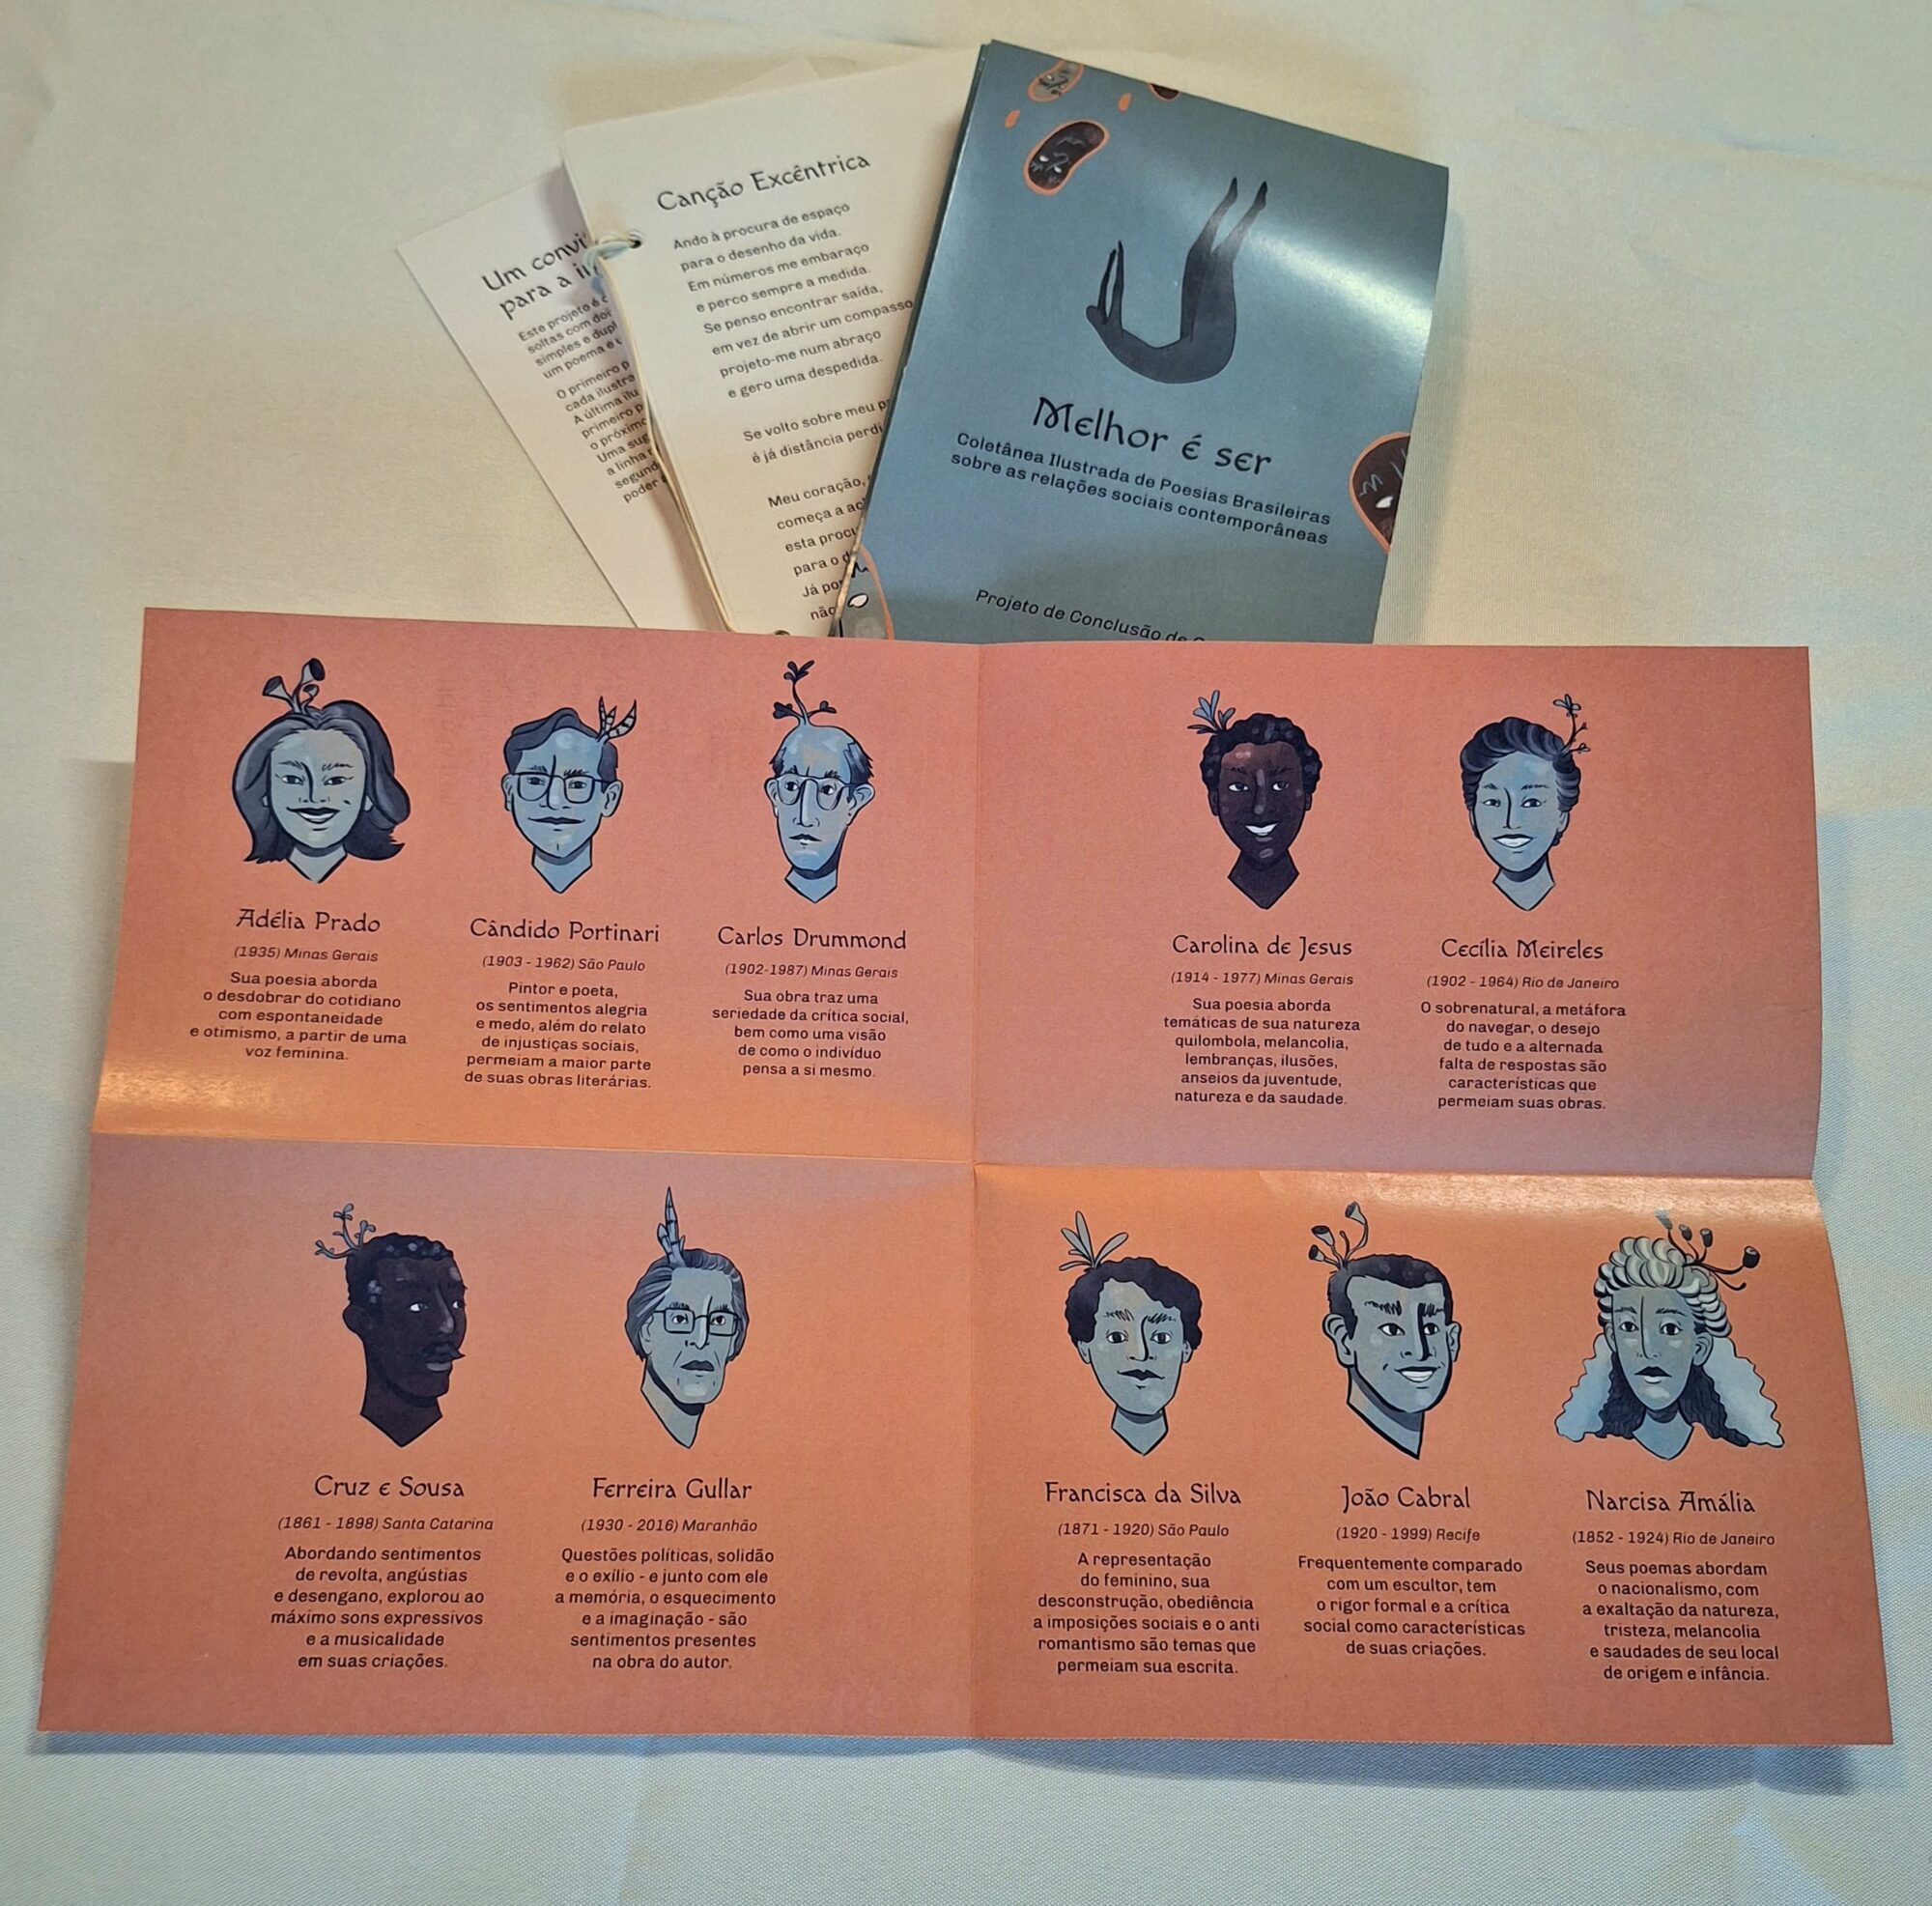 Um convi
para a
Este projeto é
soltas com doi
simples e dupl
um poema e
O primeiro p
cada ilustra
A última ilu
primeiro p
o próximo
Uma sug
a linha
segund
poder
Canção Excêntrica
Ando à procura de espaço
para o desenho da vida.
Em números me embaraço
e perco sempre a medida.
Se penso encontrar saída,
em vez de abrir um compasso
projeto-me num abraço
e gero uma despedida.
Se volto sobre meu
é já distância perdi
Meu coração,
começa a
esta procu
para o d
Já po
não
Melhor é ser
Coletânea Ilustrada de Poesias Brasileiras
sobre as relações sociais contemporâneas
Projeto de Conclusão de
Adélia Prado
(1935) Minas Gerais
Sua poesia aborda
o desdobrar do cotidiano
com espontaneidade
e otimismo, a partir de uma
voz feminina.
Cândido Portinari
(1903 - 1962) São Paulo
Pintor e poeta,
os sentimentos alegria
e medo, além do relato
de injustiças sociais,
permeiam a maior parte
de suas obras literárias.
Carlos Drummond
(1902-1987) Minas Gerais
Sua obra traz uma
seriedade da crítica social,
bem como uma visão
de como o indivíduo
pensa a si mesmo.
Carolina de Jesus
(1914 - 1977) Minas Gerais
Sua poesia aborda
temáticas de sua natureza
quilombola, melancolia,
lembranças, ilusões,
anseios da juventude,
natureza e da saudade.
Cecília Meireles
(1902 - 1964) Rio de Janeiro
O sobrenatural, a metáfora
do navegar, o desejo
de tudo e a alternada
falta de respostas são
características que
permeiam suas obras.
Cruz e Sousa
(1861 - 1898) Santa Catarina
Abordando sentimentos
de revolta, angústias
e desengano, explorou ao
máximo sons expressivos
e a musicalidade
em suas criações.
Ferreira Gullar
(1930 - 2016) Maranhão
Questões políticas, solidão
e o exílio - e junto com ele
a memória, o esquecimento
e a imaginação - são
sentimentos presentes
na obra do autor.
Francisca da Silva
(1871 - 1920) São Paulo
A representação
do feminino, sua
desconstrução, obediência
a imposições sociais e o anti
romantismo são temas que
permeiam sua escrita.
João Cabral
(1920 - 1999) Recife
Frequentemente comparado
com um escultor, tem
o rigor formal e a crítica
social como características
de suas criações.
Narcisa Amália
(1852 - 1924) Rio de Janeiro
Seus poemas abordam
o nacionalismo, com
a exaltação da natureza,
tristeza, melancolia
e saudades de seu local
de origem e infância.